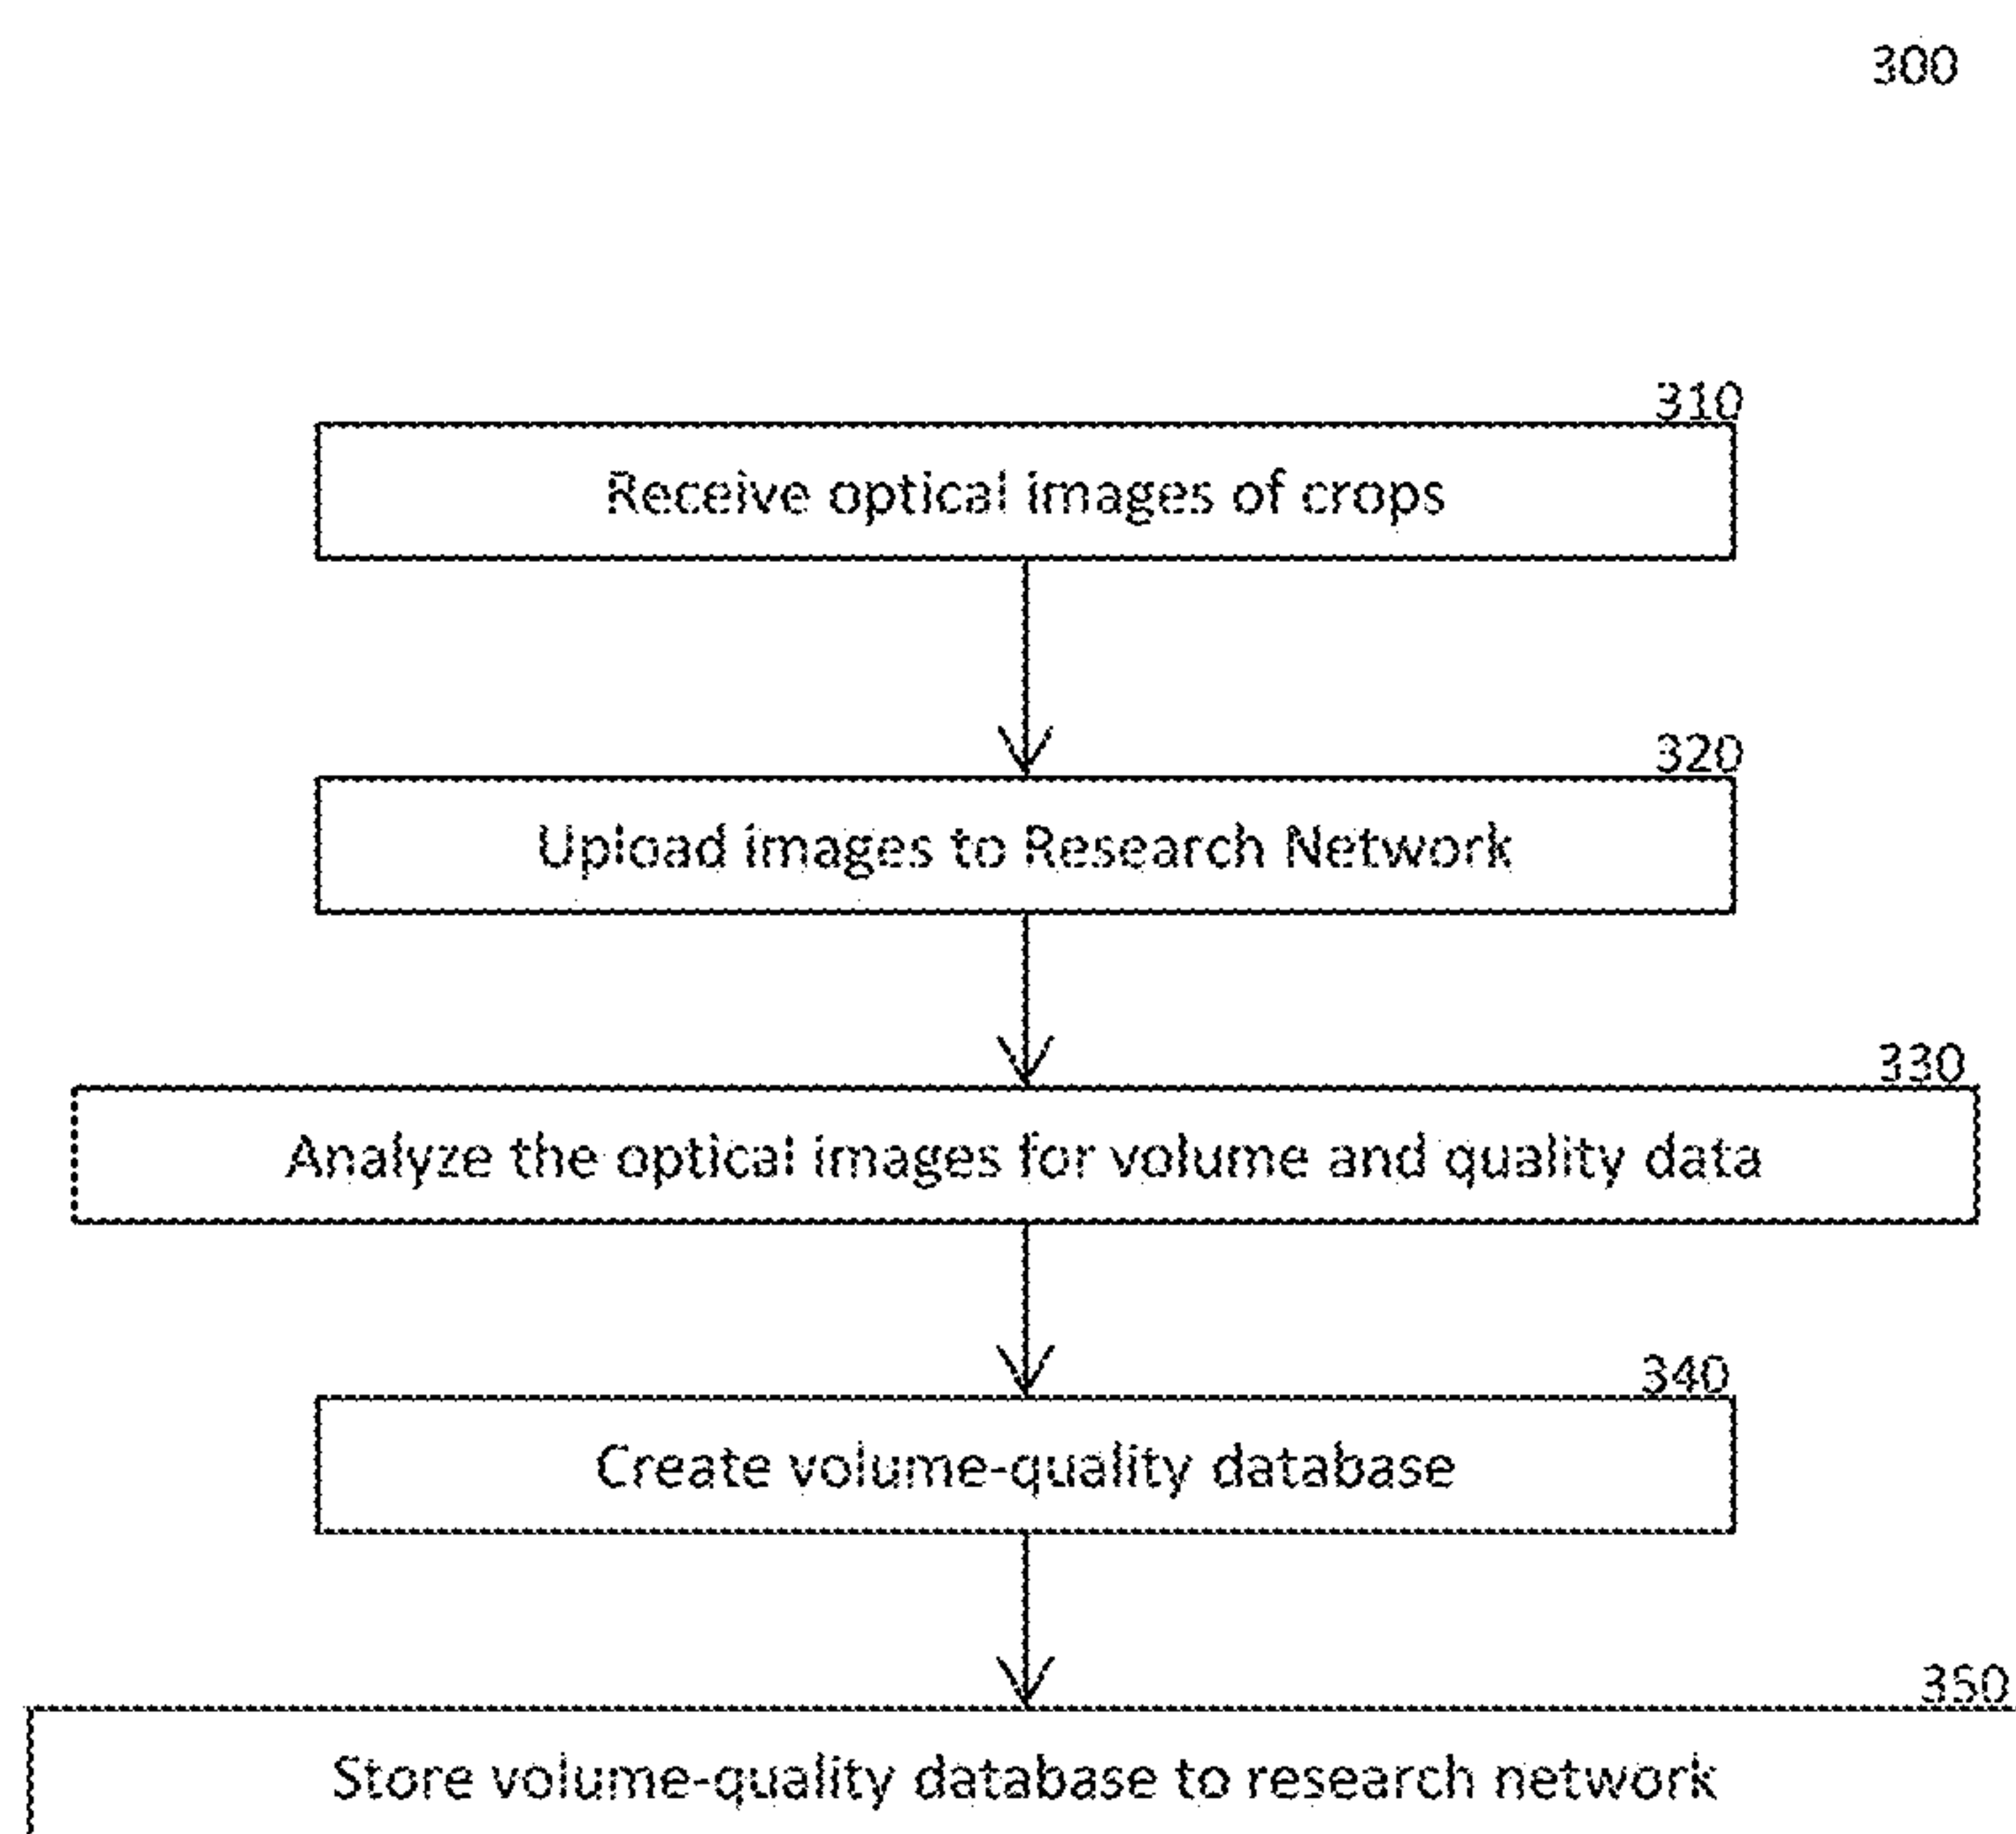 300
310
Receive optical images of crops
320
Upload images to Research Network
330
Analyze the optical images for volume and quality data
340
Create volume-quality database
350
Store volume-quality database to research network